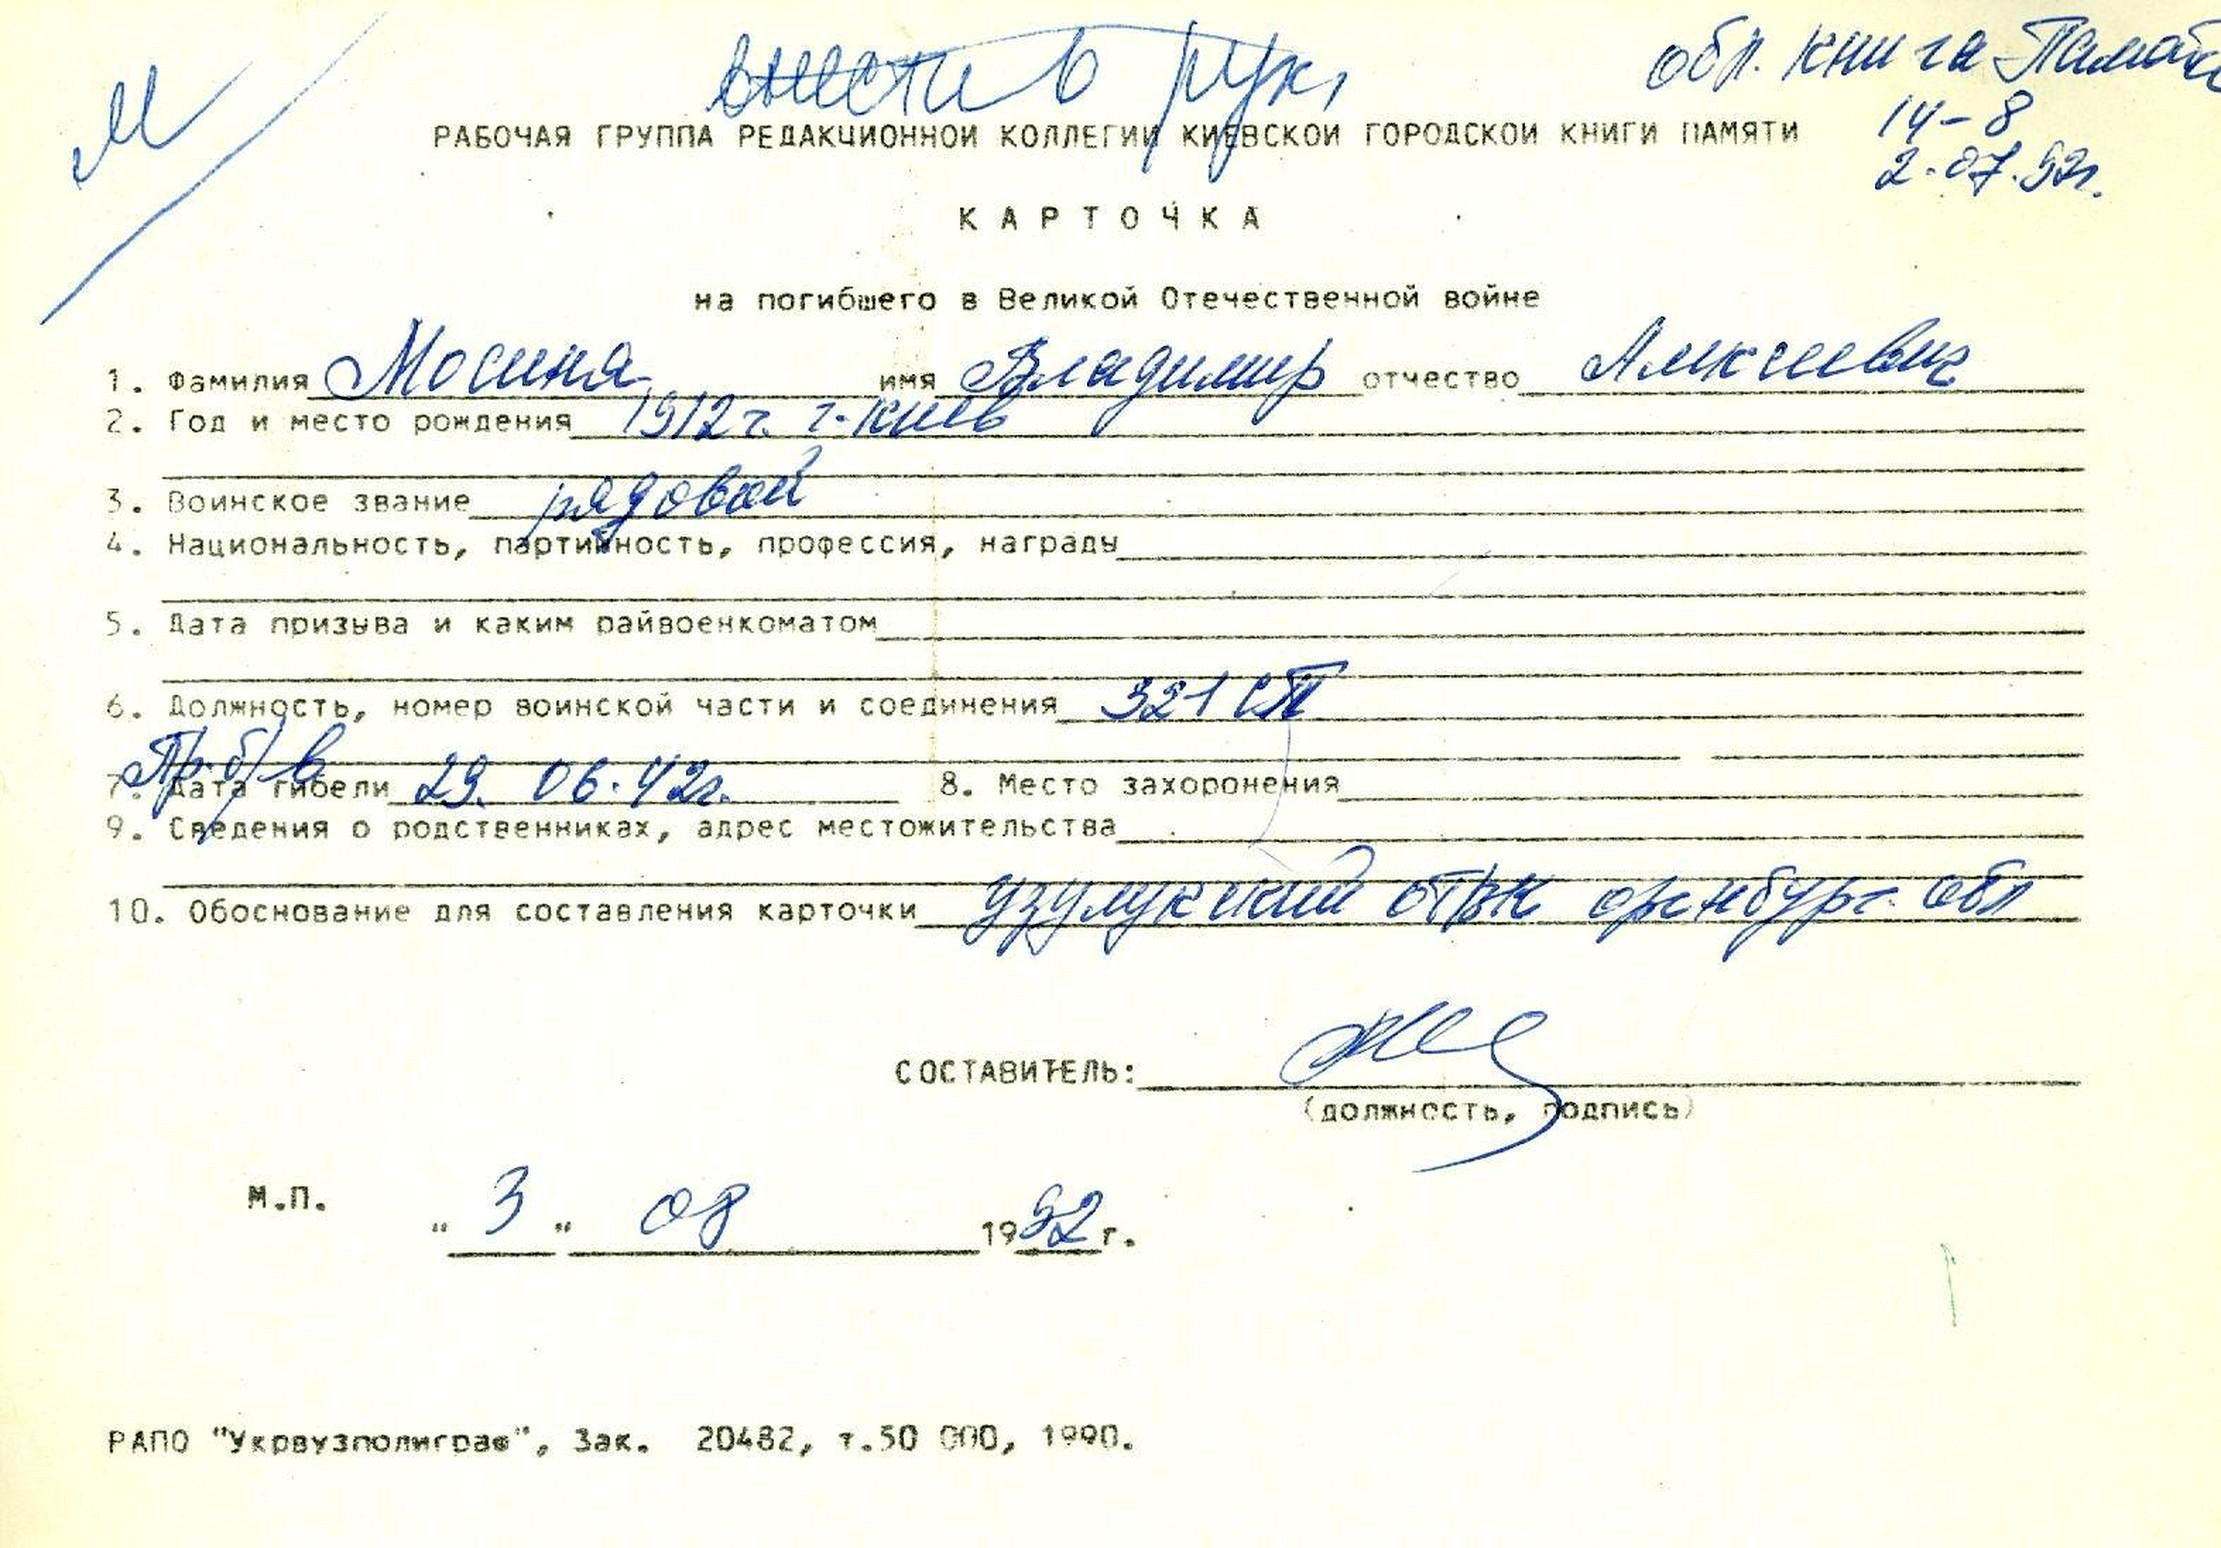 М
внести в рук,
обл. книга Памяти
14-8
2.07.92г.
РАБОЧАЯ ГРУППА РЕДАКЦИОННОЙ КОЛЛЕГИИ КИЕВСКОЙ ГОРОДСКОЙ КНИГИ ПАМЯТИ
КАРТОЧКА
на погибшего в Великой Отечественной войне
1. Фамилия Мосиня имя Владимир отчество Алексеевич
2. Год и место рождения 1912г. г. Киев
3. Воинское звание рядовой
4. Национальность, партийность, профессия, награды
5. Дата призыва и каким райвоенкоматом
6. Должность, номер воинской части и соединения 321 СП
Пр. б/в
7. Дата гибели 29. 06. 42г. 8. Место захоронения
9. Сведения о родственниках, адрес местожительства
10. Обоснование для составления карточки узулукский ОГВК оренбург. обл
СОСТАВИТЕЛЬ:
(должность, подпись)
М.П. "3" 08 1992г.
РАПО "Укрвузполиграф", Зак. 20482, т.50 000, 1990.